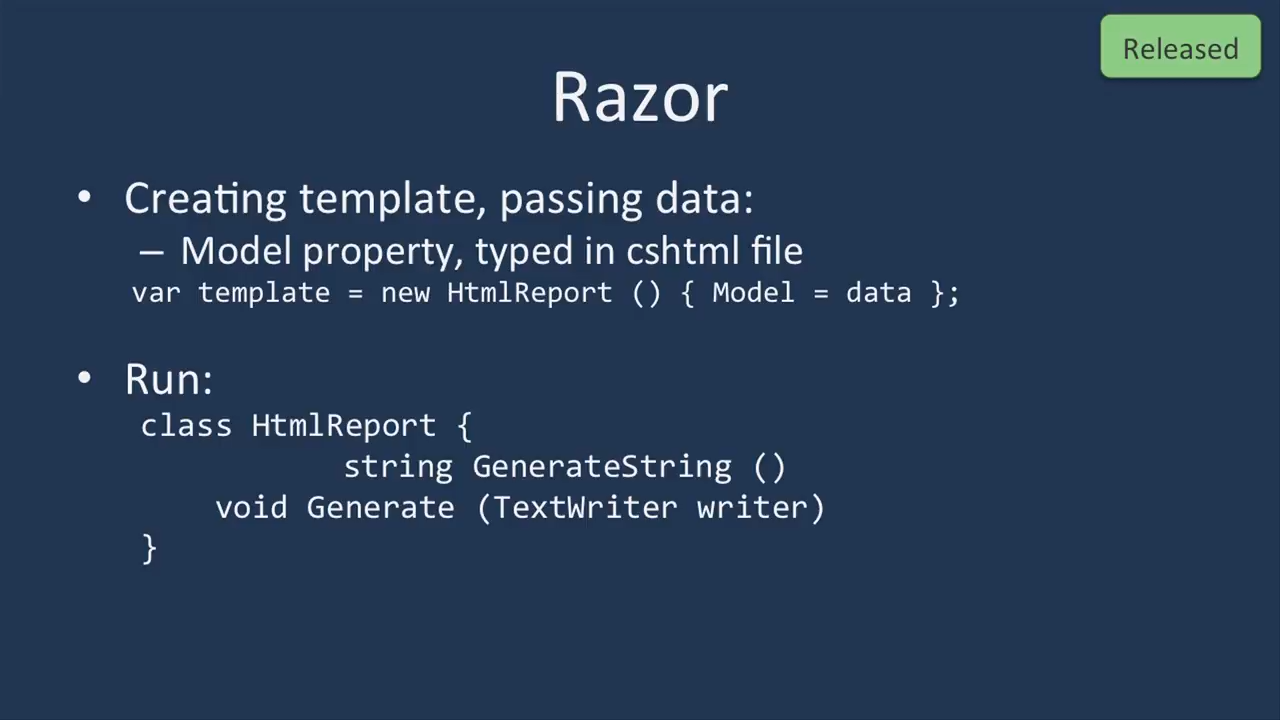 Released
Razor
• Creating template, passing data:
– Model property, typed in cshtml file
var template = new HtmlReport () { Model = data };
• Run:
class HtmlReport {
string GenerateString ()
void Generate (TextWriter writer)
}